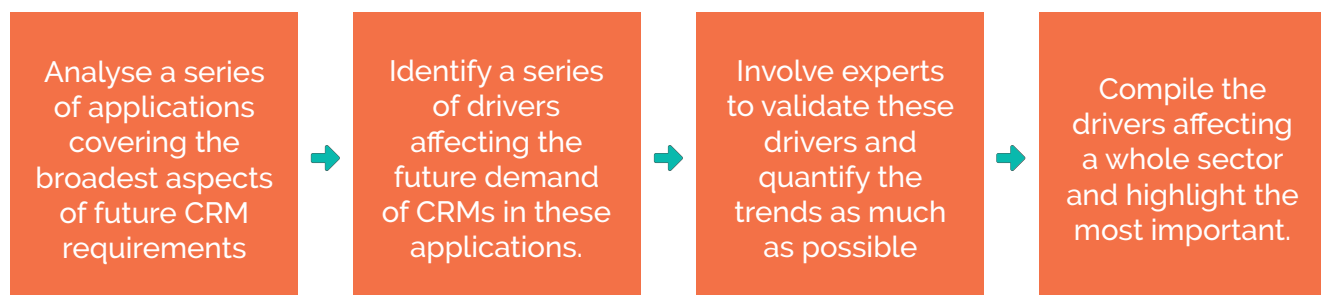 Analyse a series
of applications
covering the
broadest aspects
of future CRM
requirements
Identify a series
of drivers
affecting the
future demand
of CRMs in these
applications.
Involve experts
to validate these
drivers and
quantify the
trends as much
as possible
Compile the
drivers affecting
a whole sector
and highlight the
most important.